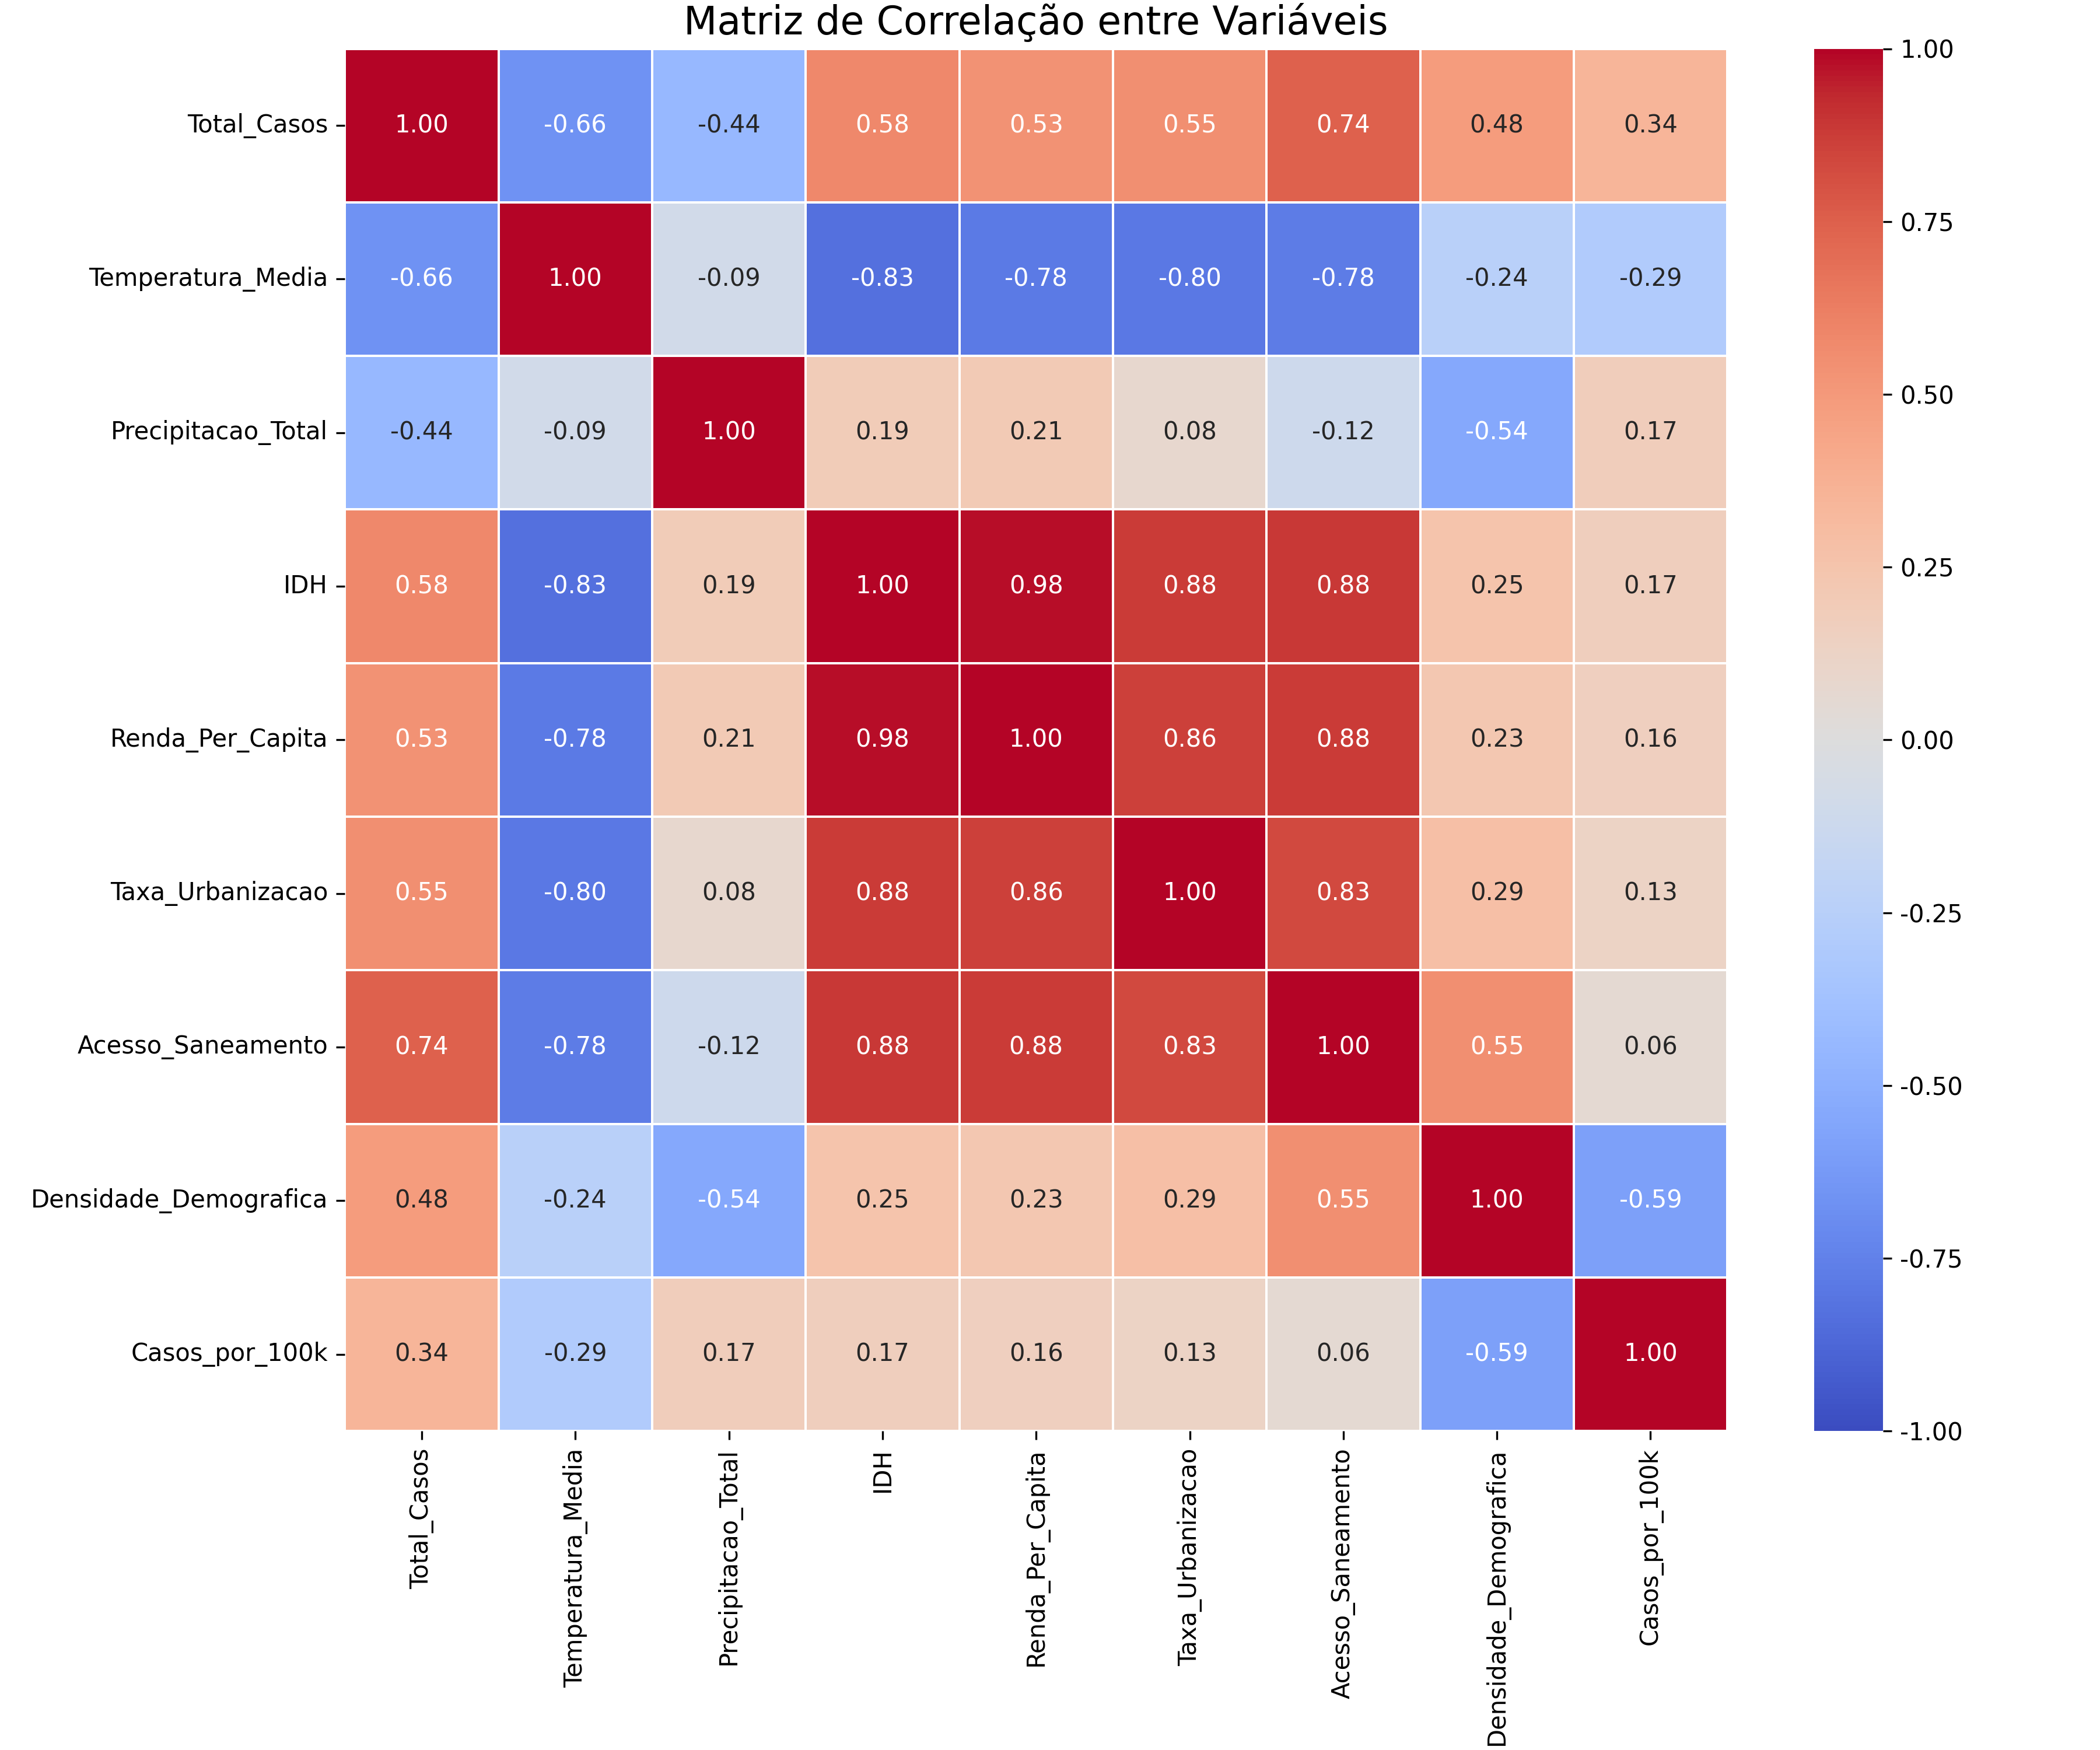 Matriz de Correlação entre Variáveis
Total_Casos 1.00 -0.66 -0.44 0.58 0.53 0.55 0.74 0.48 0.34
Temperatura_Media -0.66 1.00 -0.09 -0.83 -0.78 -0.80 -0.78 -0.24 -0.29
Precipitacao_Total -0.44 -0.09 1.00 0.19 0.21 0.08 -0.12 -0.54 0.17
IDH 0.58 -0.83 0.19 1.00 0.98 0.88 0.88 0.25 0.17
Renda_Per_Capita 0.53 -0.78 0.21 0.98 1.00 0.86 0.88 0.23 0.16
Taxa_Urbanizacao 0.55 -0.80 0.08 0.88 0.86 1.00 0.83 0.29 0.13
Acesso_Saneamento 0.74 -0.78 -0.12 0.88 0.88 0.83 1.00 0.55 0.06
Densidade_Demografica 0.48 -0.24 -0.54 0.25 0.23 0.29 0.55 1.00 -0.59
Casos_por_100k 0.34 -0.29 0.17 0.17 0.16 0.13 0.06 -0.59 1.00
Total_Casos
Temperatura_Media
Precipitacao_Total
IDH
Renda_Per_Capita
Taxa_Urbanizacao
Acesso_Saneamento
Densidade_Demografica
Casos_por_100k
1.00
0.75
0.50
0.25
0.00
-0.25
-0.50
-0.75
-1.00